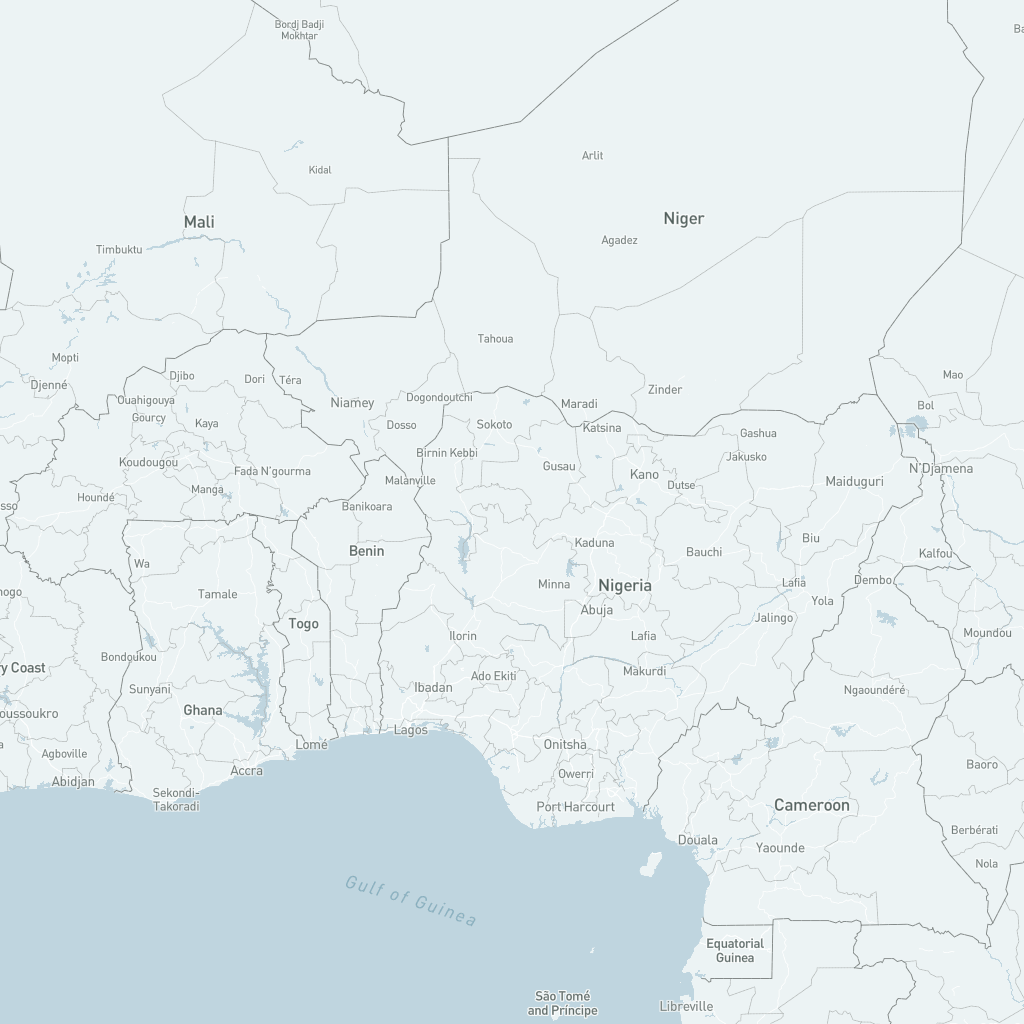 Bordj Badji
Mokhtar
Arlit
Kidal
Mali
Niger
Timbuktu
Agadez
Tahoua
Mopti
Djenné
Djibo
Dori
Téra
Mao
Zinder
Ouahigouya
Niamey
Dogondoutchi
Maradi
Bol
Gourcy
Kaya
Dosso
Sokoto
Katsina
Gashua
Koudougou
Fada N'gourma
Birnin Kebbi
Gusau
Kano
Jakusko
N'Djamena
Manga
Malanville
Dutse
Maiduguri
Houndé
Banikoara
Benin
Kaduna
Bauchi
Biu
Kalfou
Wa
Minna
Nigeria
Lafia
Dembo
Tamale
Abuja
Yola
Togo
Jalingo
Ilorin
Lafia
Moundou
Bondoukou
Makurdi
Ado Ekiti
Sunyani
Ibadan
Ngaoundéré
Ghana
Lagos
Lomé
Onitsha
Agboville
Accra
Owerri
Baoro
Abidjan
Sekondi-
Takoradi
Port Harcourt
Cameroon
Berbérati
Douala
Yaounde
Nola
Gulf of Guinea
Equatorial
Guinea
São Tomé
and Príncipe
Libreville